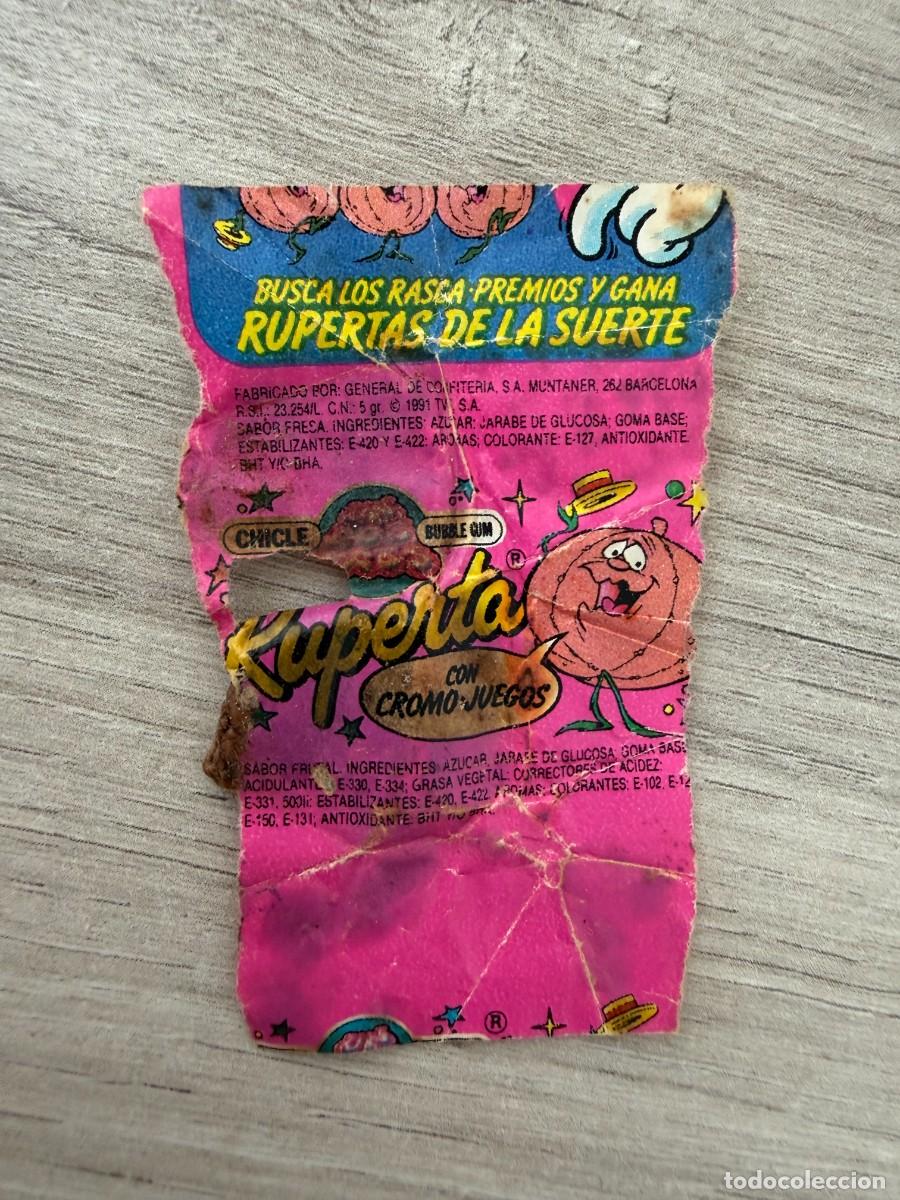 BUSCA LOS RASCA-PREMIOS Y GANA
RUPERTAS DE LA SUERTE
FABRICADO POR: GENERAL DE CONFITERIA, S.A. MUNTANER, 262 BARCELONA
R.S.I.: 23.254/L C.N.: 5 gr. © 1991 TV, S.A.
SABOR FRESA. INGREDIENTES: AZUCAR; JARABE DE GLUCOSA; GOMA BASE;
ESTABILIZANTES: E-420 Y E-422; AROMAS; COLORANTE: E-127, ANTIOXIDANTE:
BHT Y/O BHA.
CHICLE
BUBBLE GUM
Ruperta ®
CON
CROMO-JUEGOS
SABOR FRUTAL. INGREDIENTES: AZUCAR, JARABE DE GLUCOSA, GOMA BASE
ACIDULANTE: E-330, E-334; GRASA VEGETAL; CORRECTORES DE ACIDEZ:
E-331, 500ii; ESTABILIZANTES: E-420, E-422, AROMAS; COLORANTES: E-102, E-12
E-150, E-131; ANTIOXIDANTE: BHT Y/O BHA.
®
todocoleccion